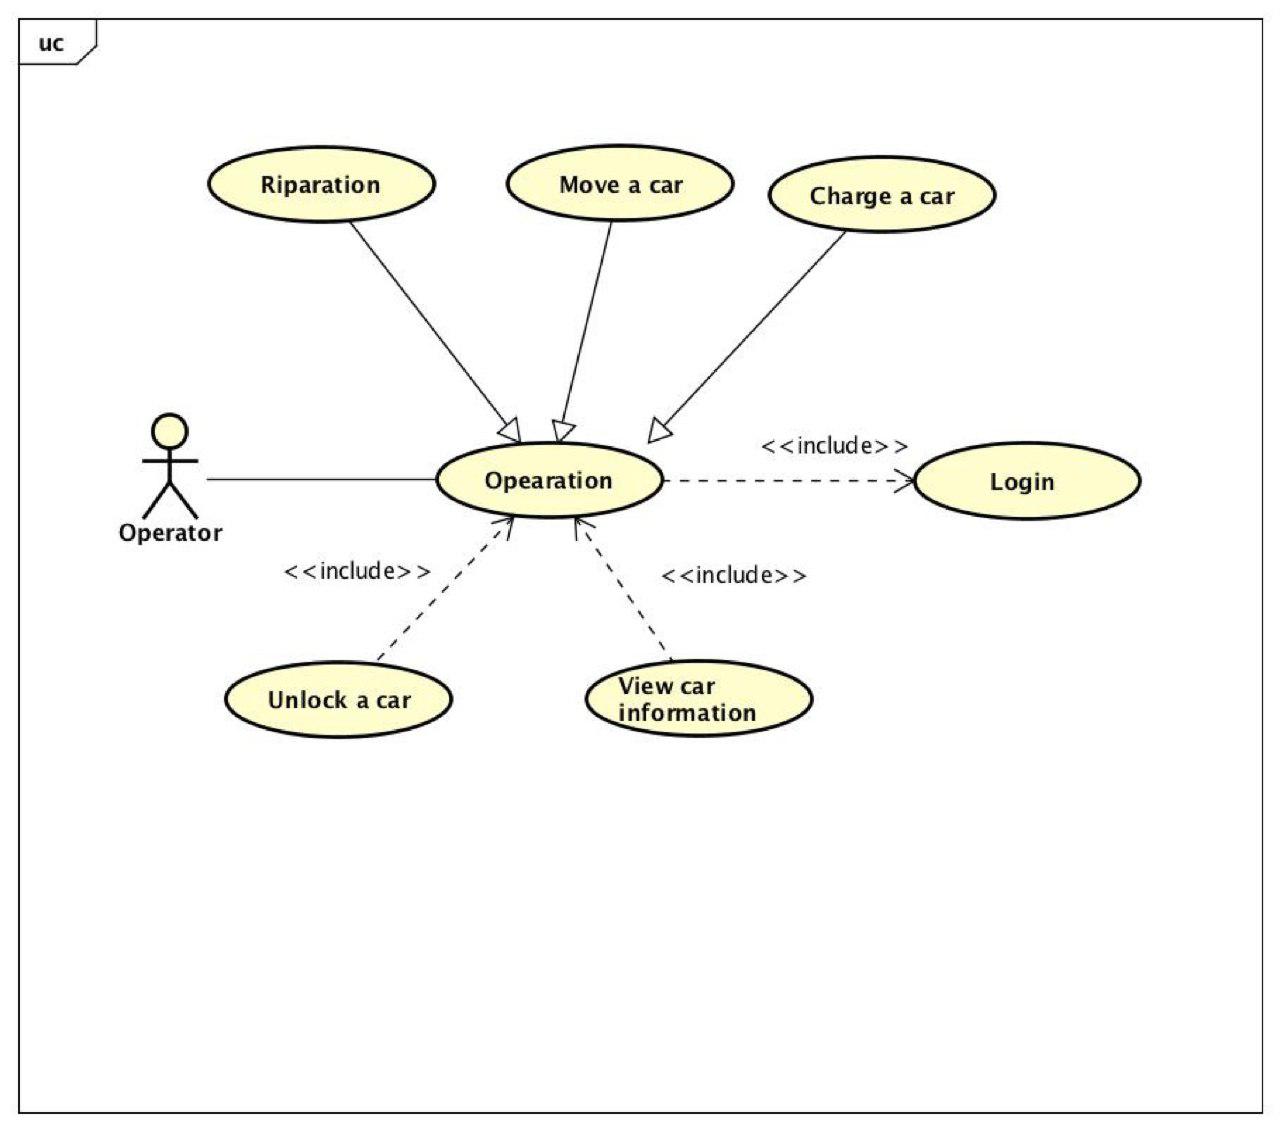 uc
Riparation
Move a car
Charge a car
<<include>>
Opearation
Login
Operator
<<include>>
<<include>>
Unlock a car
View car
information